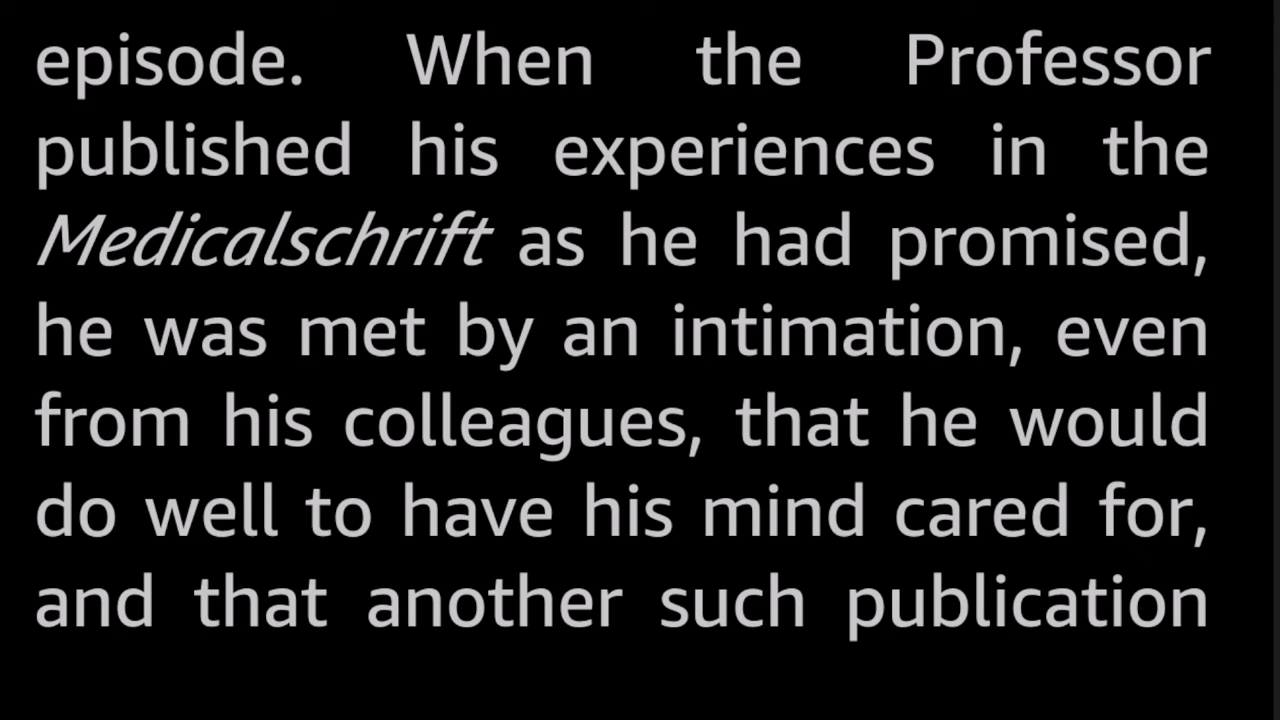 episode. When the Professor
published his experiences in the
Medicalschrift as he had promised,
he was met by an intimation, even
from his colleagues, that he would
do well to have his mind cared for,
and that another such publication